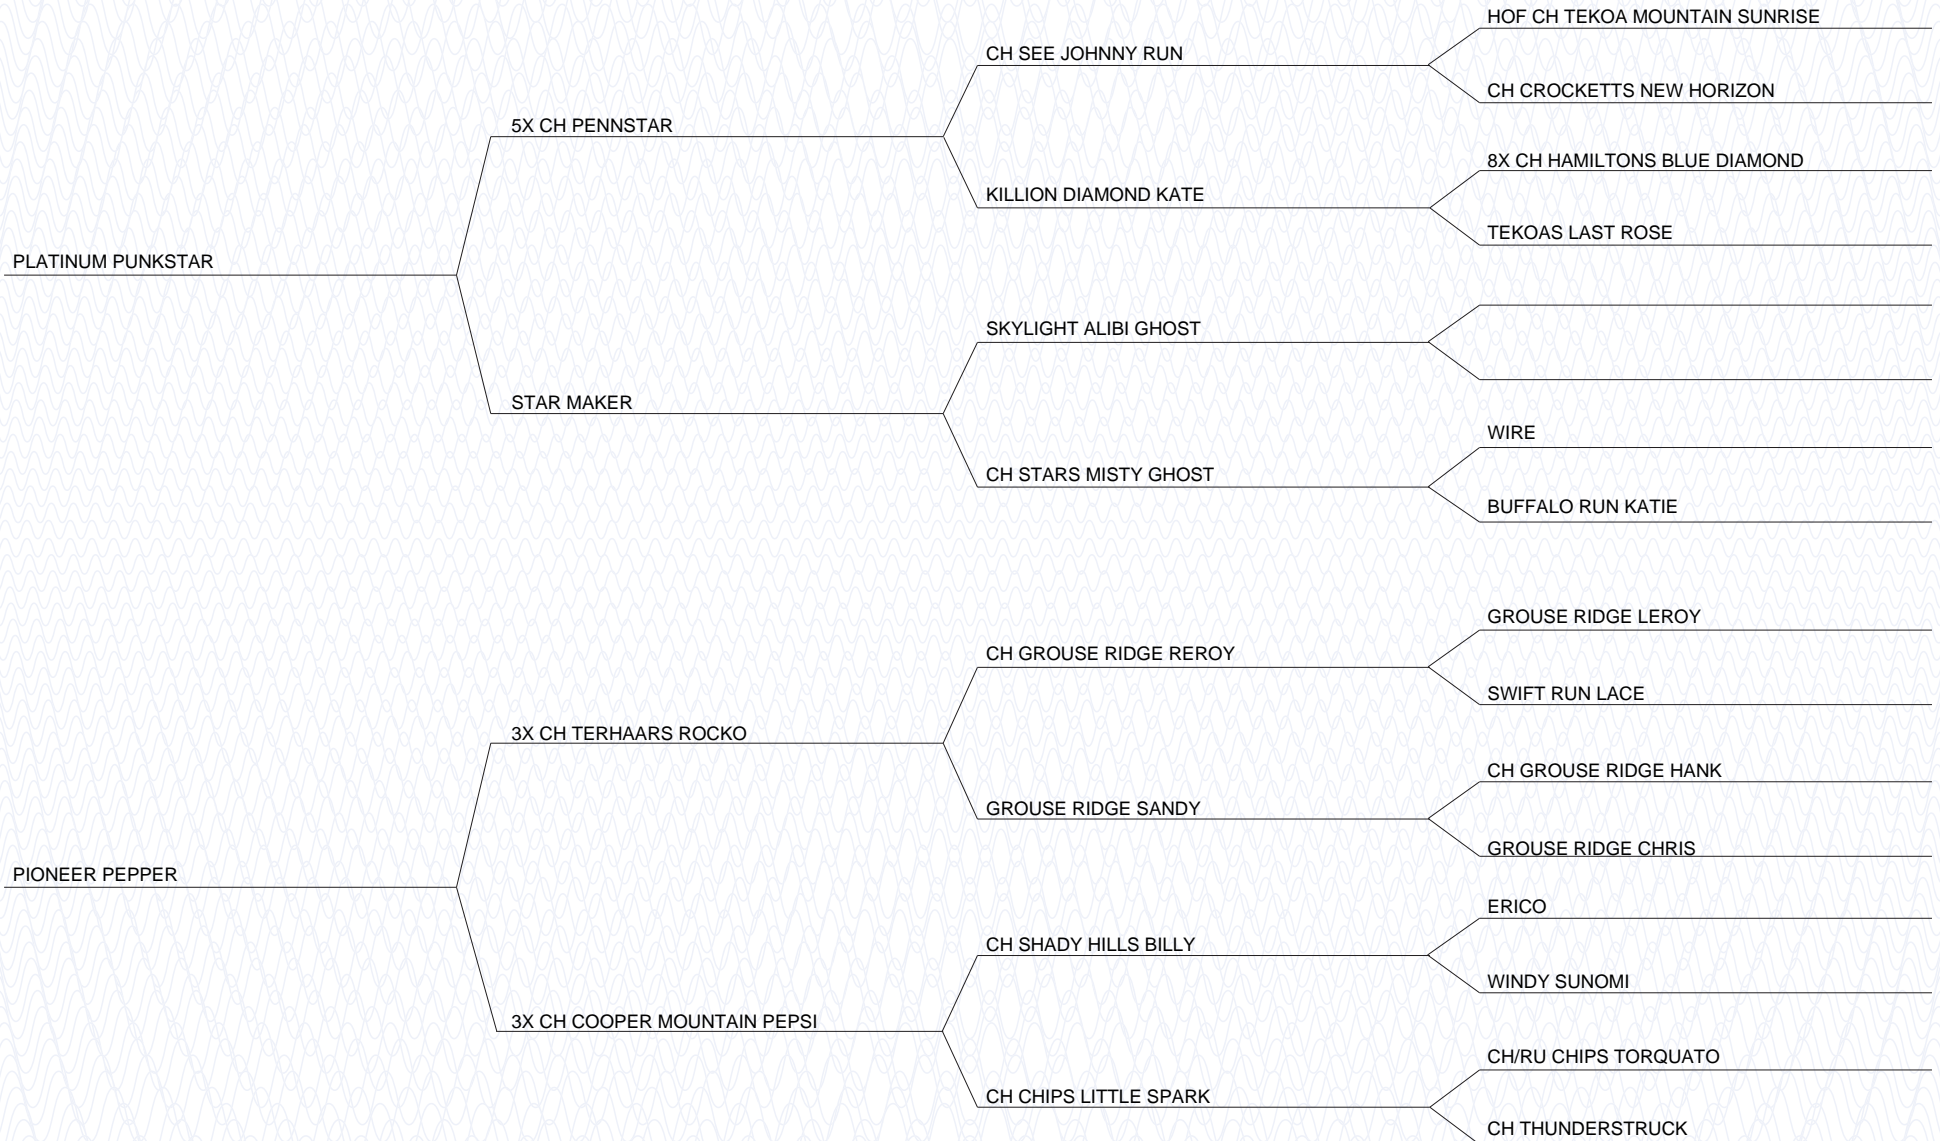 HOF CH TEKOA MOUNTAIN SUNRISE
CH SEE JOHNNY RUN
CH CROCKETTS NEW HORIZON
5X CH PENNSTAR
8X CH HAMILTONS BLUE DIAMOND
KILLION DIAMOND KATE
TEKOAS LAST ROSE
PLATINUM PUNKSTAR
SKYLIGHT ALIBI GHOST
STAR MAKER
WIRE
CH STARS MISTY GHOST
BUFFALO RUN KATIE
GROUSE RIDGE LEROY
CH GROUSE RIDGE REROY
SWIFT RUN LACE
3X CH TERHAARS ROCKO
CH GROUSE RIDGE HANK
GROUSE RIDGE SANDY
GROUSE RIDGE CHRIS
PIONEER PEPPER
ERICO
CH SHADY HILLS BILLY
WINDY SUNOMI
3X CH COOPER MOUNTAIN PEPSI
CH/RU CHIPS TORQUATO
CH CHIPS LITTLE SPARK
CH THUNDERSTRUCK